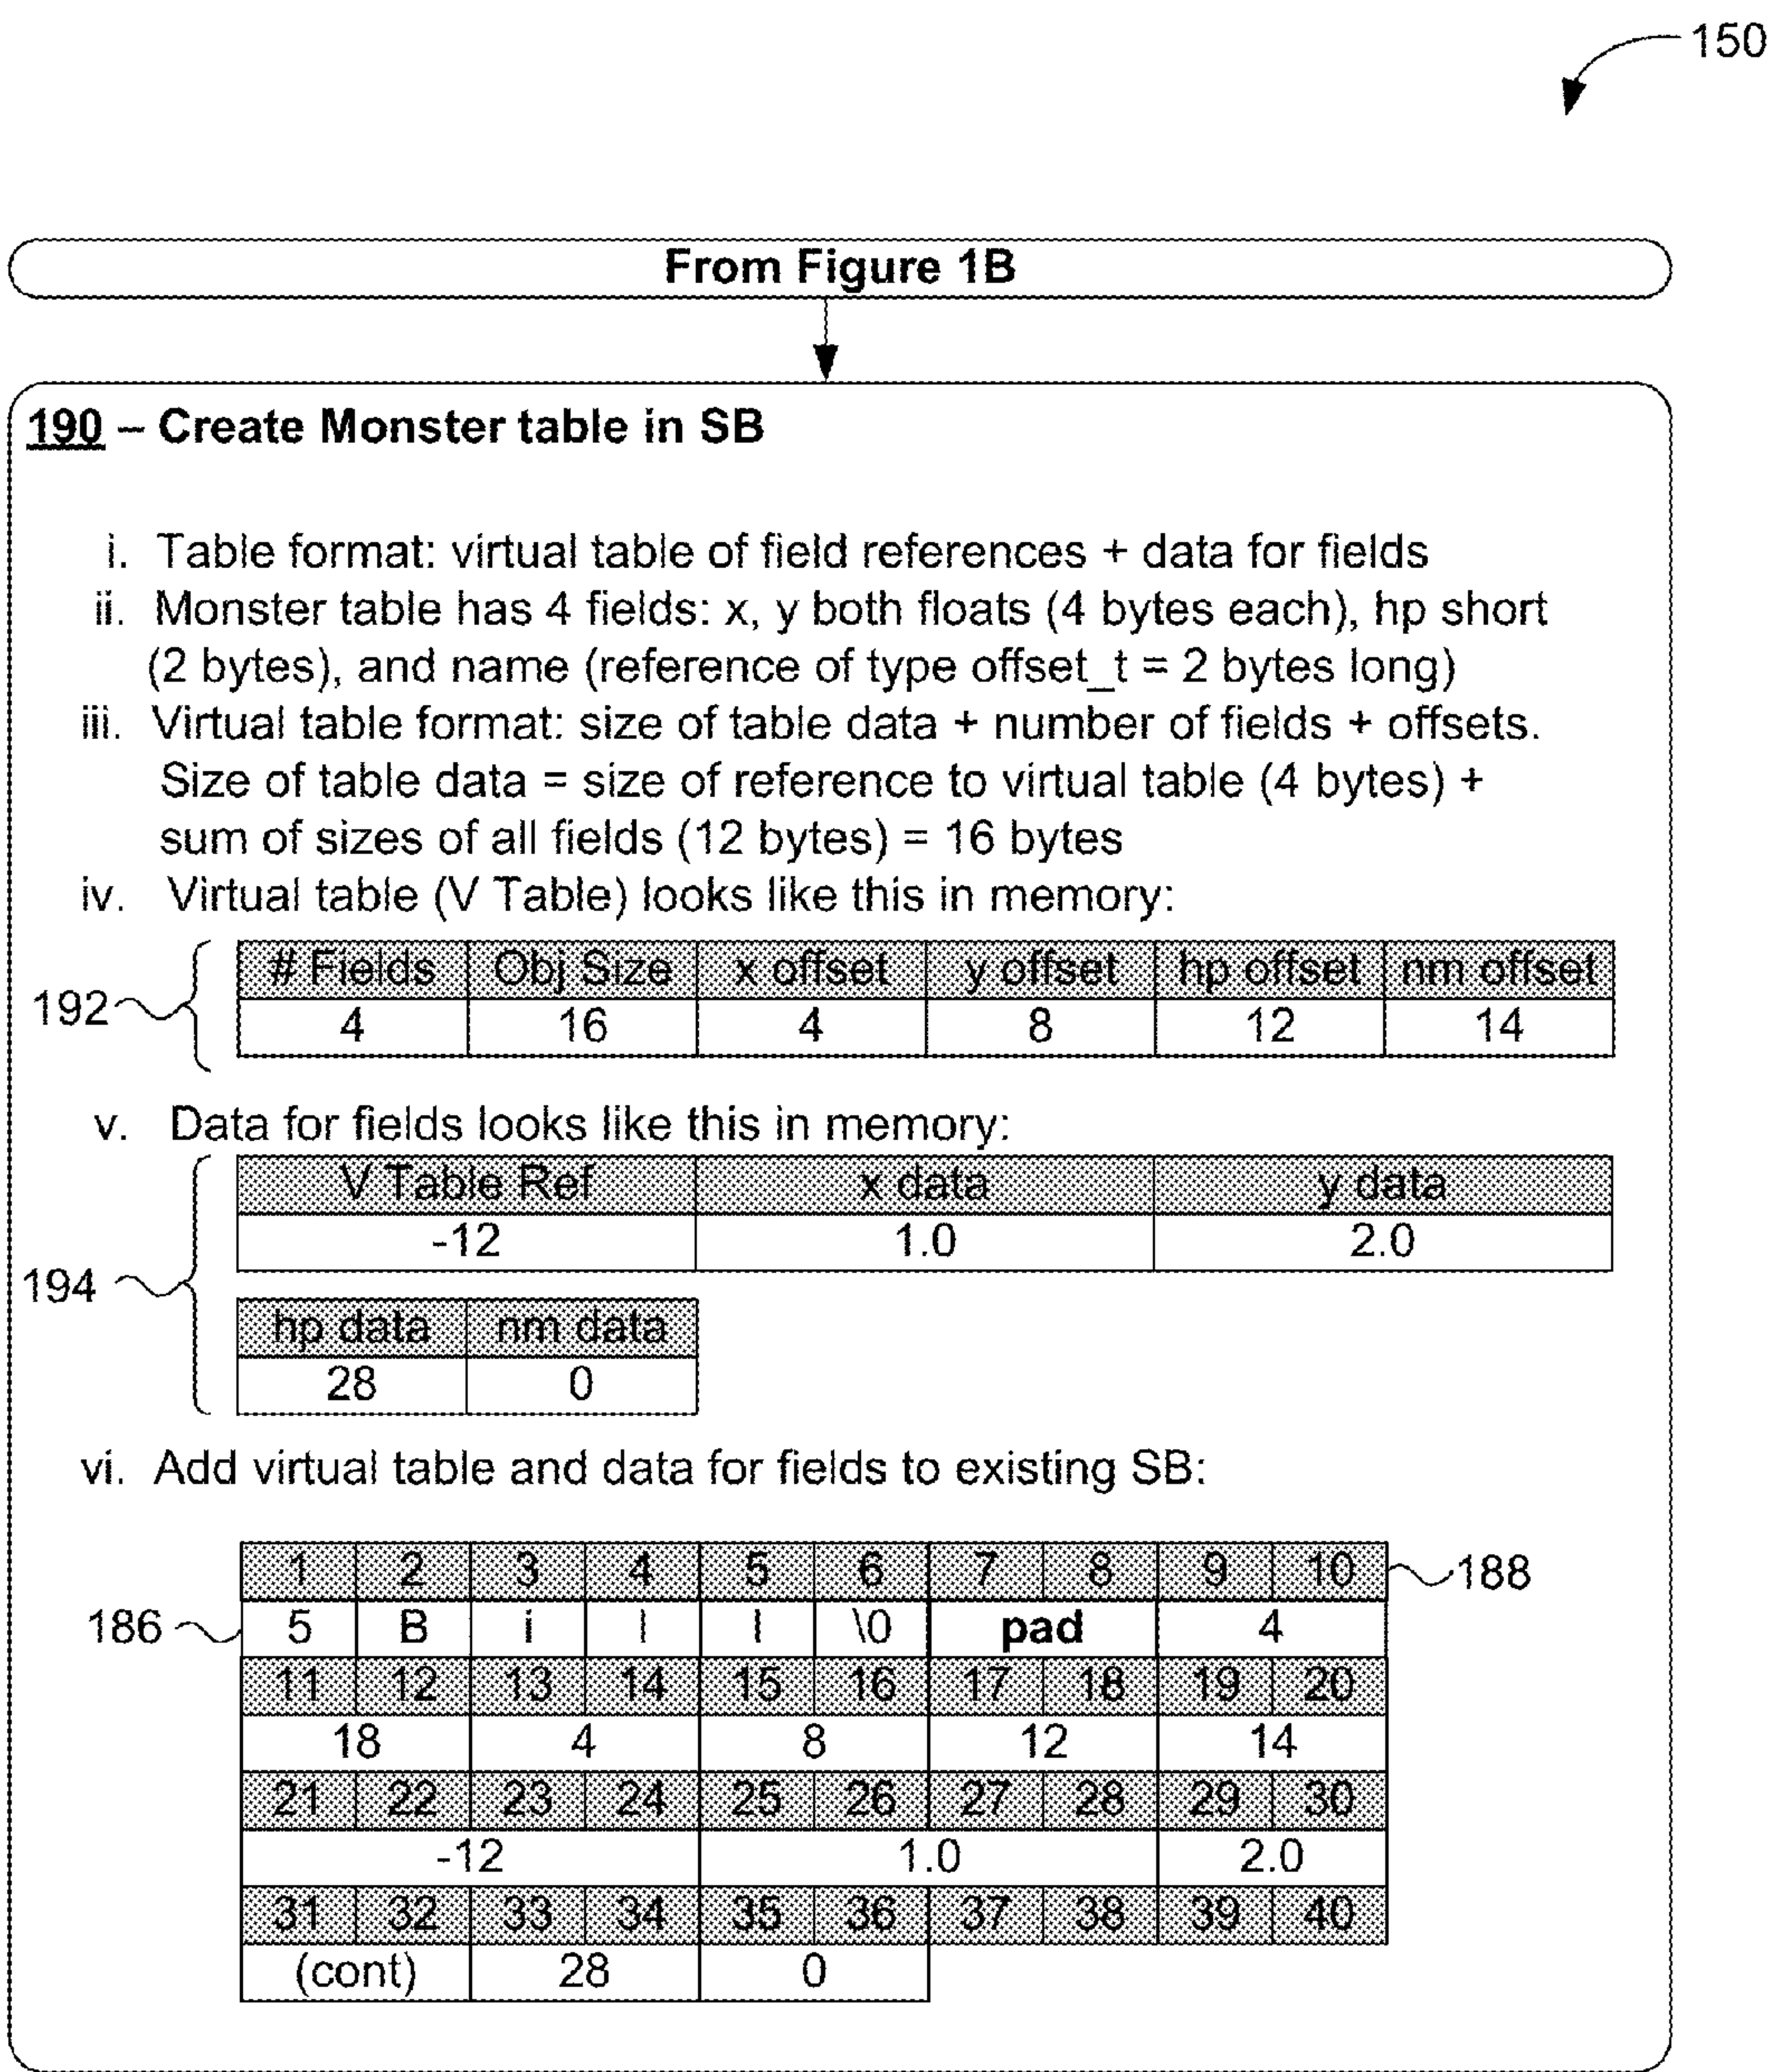 150
From Figure 1B
190 – Create Monster table in SB
i. Table format: virtual table of field references + data for fields
ii. Monster table has 4 fields: x, y both floats (4 bytes each), hp short
(2 bytes), and name (reference of type offset_t = 2 bytes long)
iii. Virtual table format: size of table data + number of fields + offsets.
Size of table data = size of reference to virtual table (4 bytes) +
sum of sizes of all fields (12 bytes) = 16 bytes
iv. Virtual table (V Table) looks like this in memory:
# Fields Obj Size x offset y offset hp offset nm offset
192
4 16 4 8 12 14
v. Data for fields looks like this in memory:
V Table Ref x data y data
-12 1.0 2.0
194
hp data nm data
28 0
vi. Add virtual table and data for fields to existing SB:
1 2 3 4 5 6 7 8 9 10 188
186 5 B i l l \0 pad 4
11 12 13 14 15 16 17 18 19 20
18 4 8 12 14
21 22 23 24 25 26 27 28 29 30
-12 1.0 2.0
31 32 33 34 35 36 37 38 39 40
(cont) 28 0